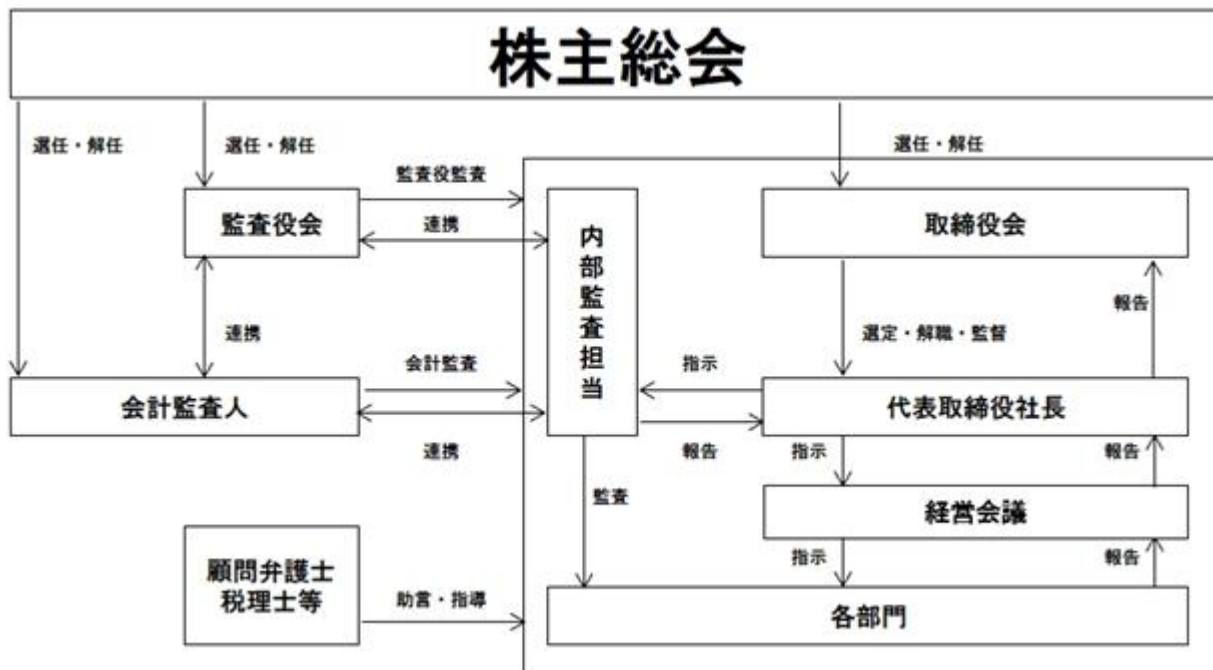 株主総会
選任・解任
選任・解任
選任・解任
監査役会
監査役監査
連携
内部監査担当
取締役会
連携
選定・解職・監督
報告
会計監査人
会計監査
連携
指示
報告
代表取締役社長
指示
報告
監査
経営会議
指示
報告
顧問弁護士
税理士等
助言・指導
各部門